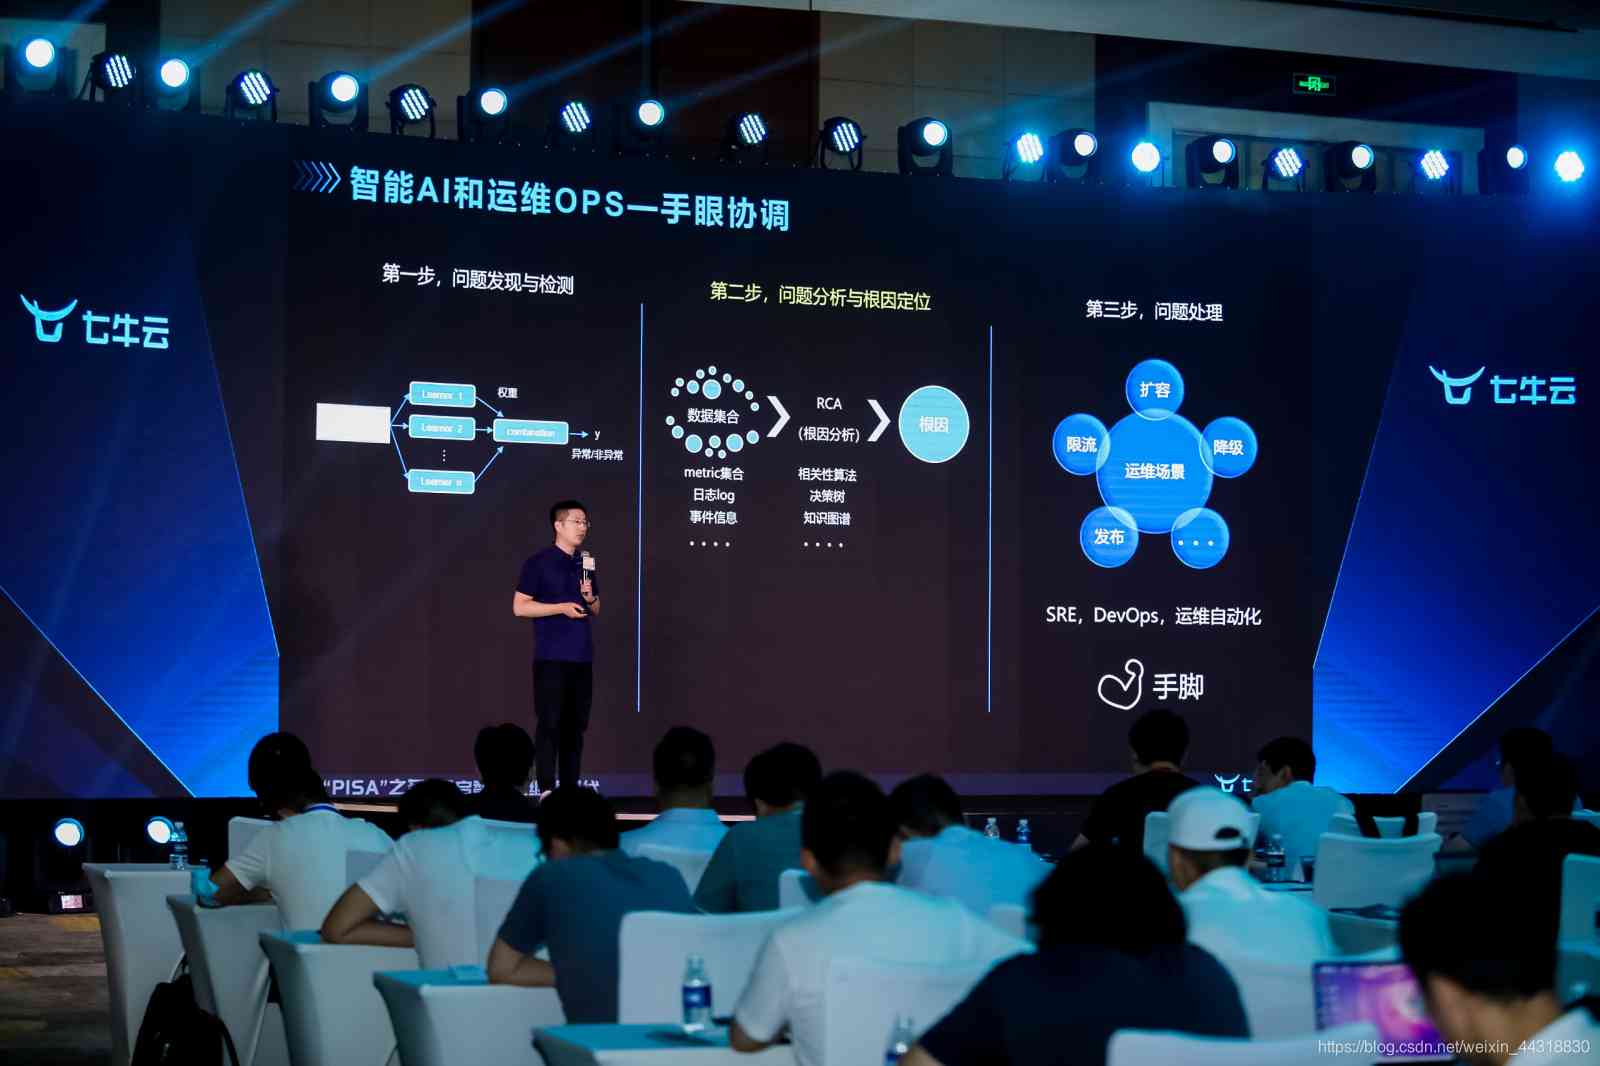 智能AI和运维OPS—手眼协调
七牛云
七牛云
第一步，问题发现与检测
Learner 1
Learner 2
Learner n
权重
combination
y
异常/非异常
第二步，问题分析与根因定位
数据集合
metric集合
日志log
事件信息
....
RCA
(根因分析)
相关性算法
决策树
知识图谱
....
根因
第三步，问题处理
扩容
限流
降级
运维场景
发布
...
SRE，DevOps，运维自动化
手脚
“PISA”之
七
https://blog.csdn.net/weixin_44318830